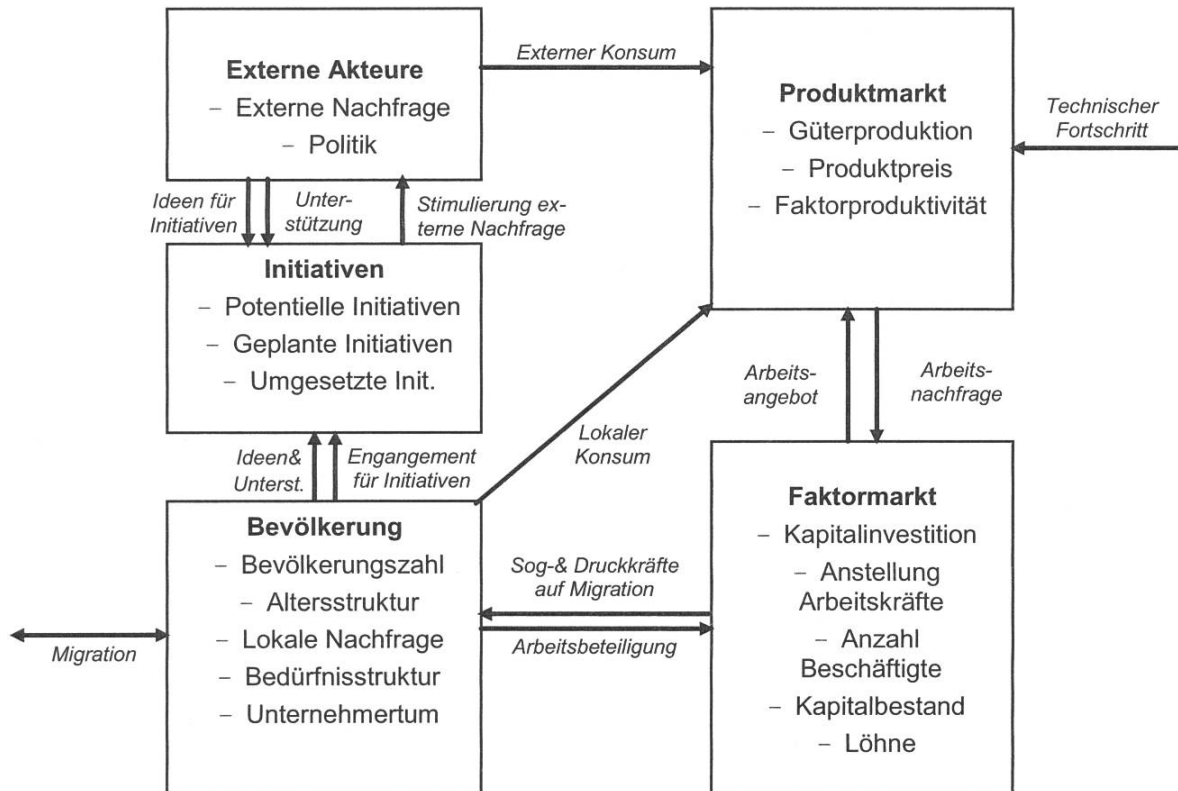 Externe Akteure
– Externe Nachfrage
– Politik
Externer Konsum
Produktmarkt
– Güterproduktion
– Produktpreis
– Faktorproduktivität
Technischer
Fortschritt
Ideen für
Initiativen
Unter-
stützung
Stimulierung ex-
terne Nachfrage
Initiativen
– Potentielle Initiativen
– Geplante Initiativen
– Umgesetzte Init.
Arbeits-
angebot
Arbeits-
nachfrage
Lokaler
Konsum
Ideen&
Unterst.
Engangement
für Initiativen
Bevölkerung
– Bevölkerungszahl
– Altersstruktur
– Lokale Nachfrage
– Bedürfnisstruktur
– Unternehmertum
Migration
Sog-& Druckkräfte
auf Migration
Arbeitsbeteiligung
Faktormarkt
– Kapitalinvestition
– Anstellung
Arbeitskräfte
– Anzahl
Beschäftigte
– Kapitalbestand
– Löhne